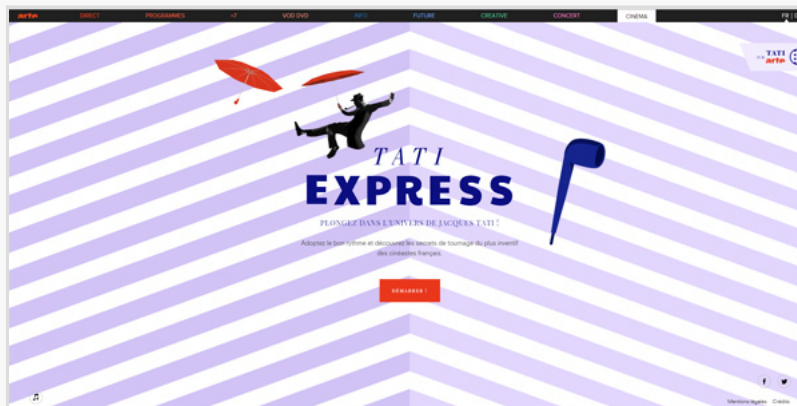 arte DIRECT PROGRAMMES +7 VOD DVD INFO FUTURE CREATIVE CONCERT CINEMA FR |
TATI
arte
TATI
EXPRESS
PLONGEZ DANS L'UNIVERS DE JACQUES TATI !
Adoptez le bon rythme et découvrez les secrets de tournage du plus inventif
des cinéastes français.
DÉMARRER !
Mentions légales Crédits